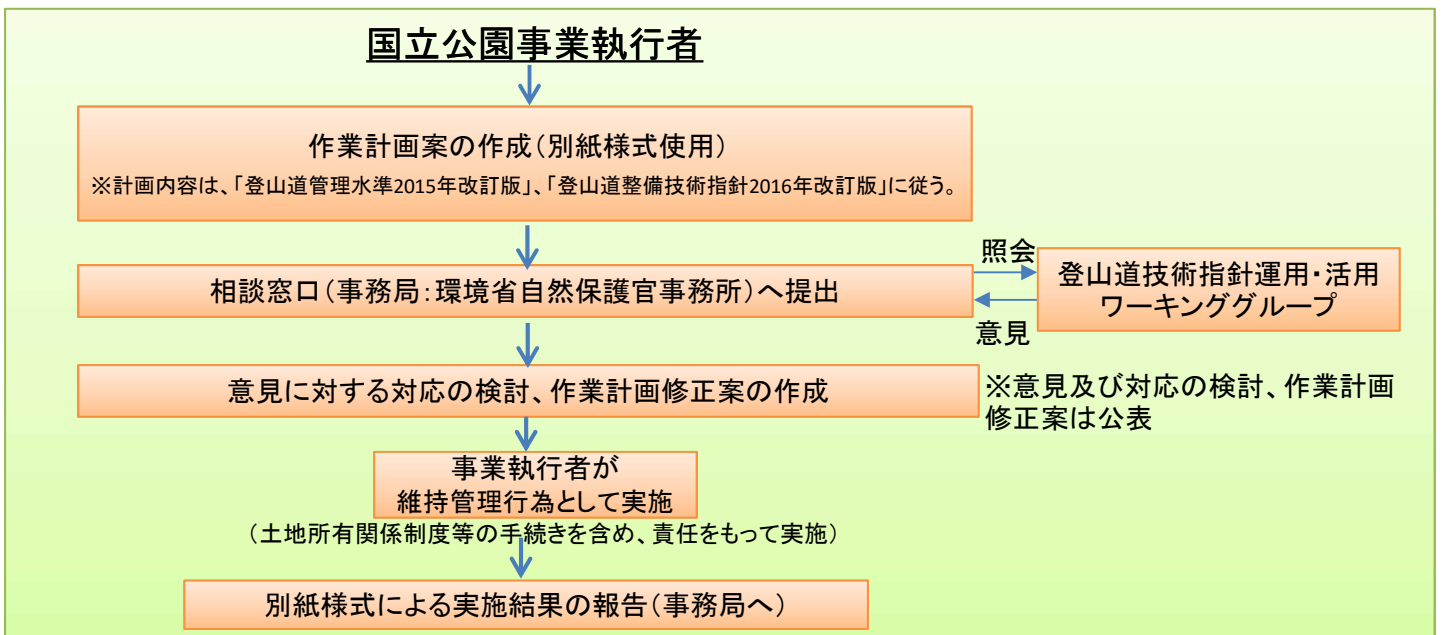 国立公園事業執行者
作業計画案の作成（別紙様式使用）
※計画内容は、「登山道管理水準2015年改訂版」、「登山道整備技術指針2016年改訂版」に従う。
照会
相談窓口（事務局：環境省自然保護官事務所）へ提出
登山道技術指針運用・活用
ワーキンググループ
意見
意見に対する対応の検討、作業計画修正案の作成
※意見及び対応の検討、作業計画
修正案は公表
事業執行者が
維持管理行為として実施
（土地所有関係制度等の手続きを含め、責任をもって実施）
別紙様式による実施結果の報告（事務局へ）